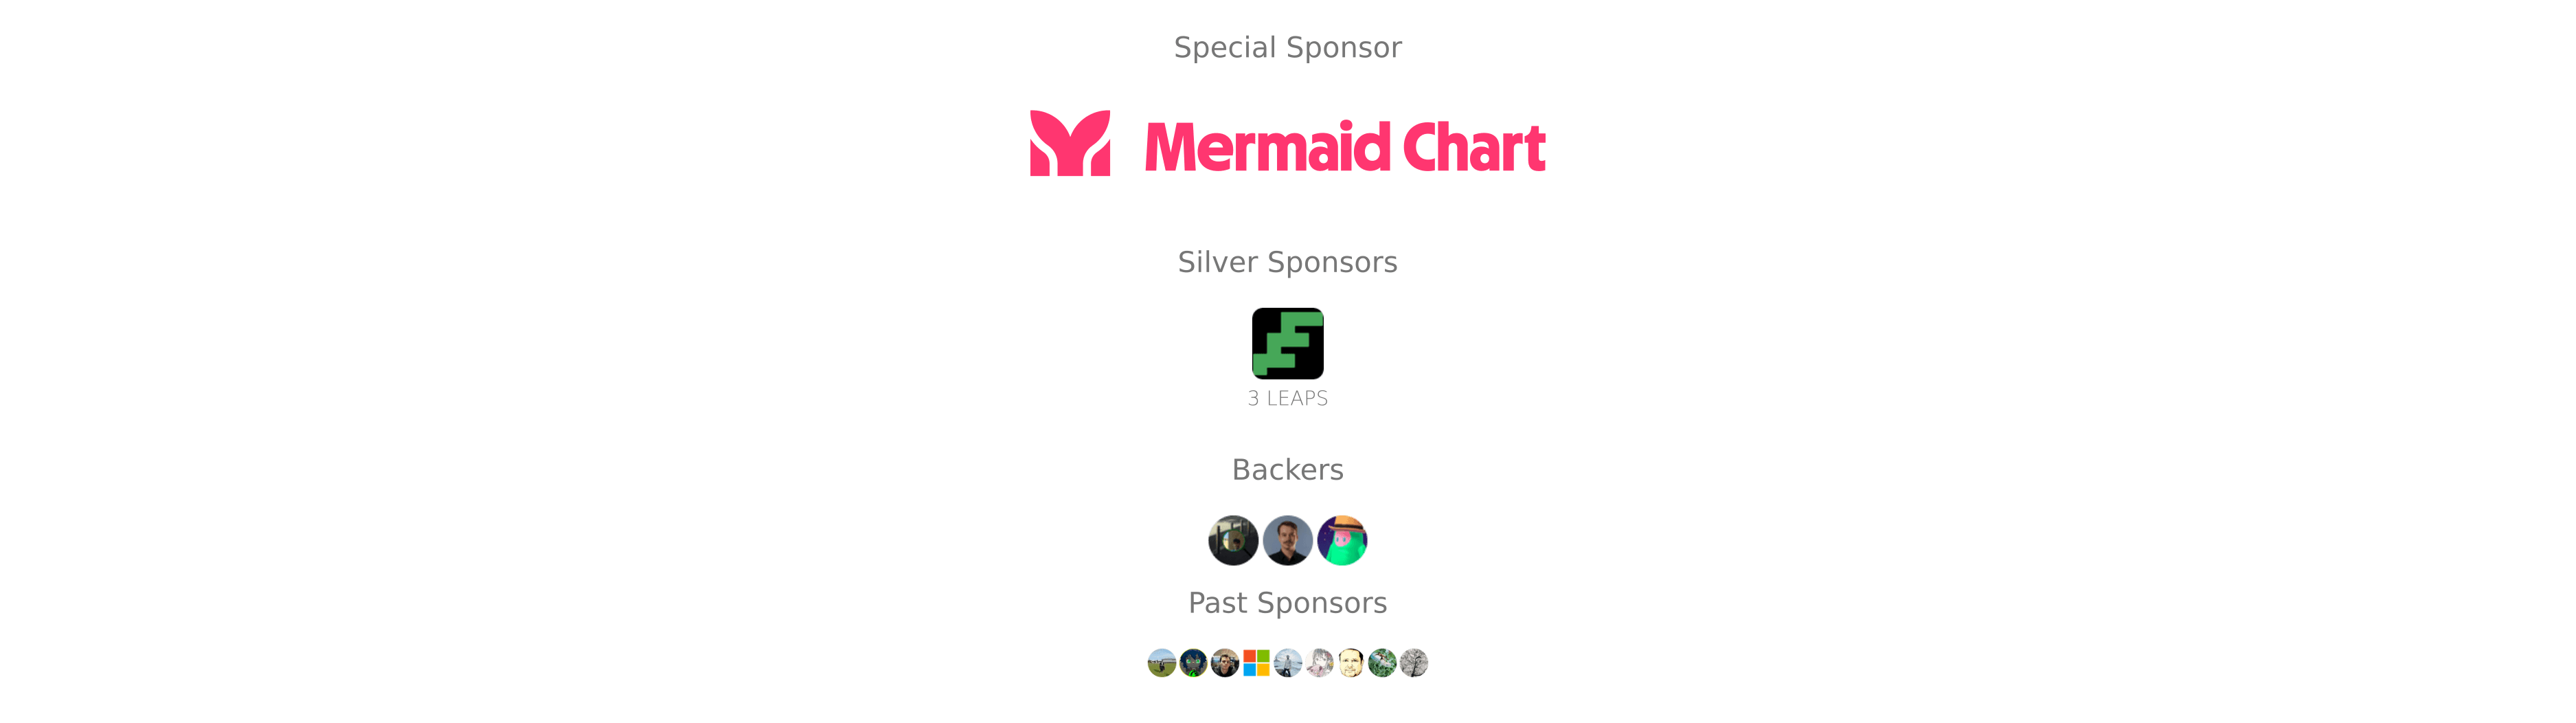 Special Sponsor
Mermaid Chart
Silver Sponsors
3 LEAPS
Backers
Past Sponsors